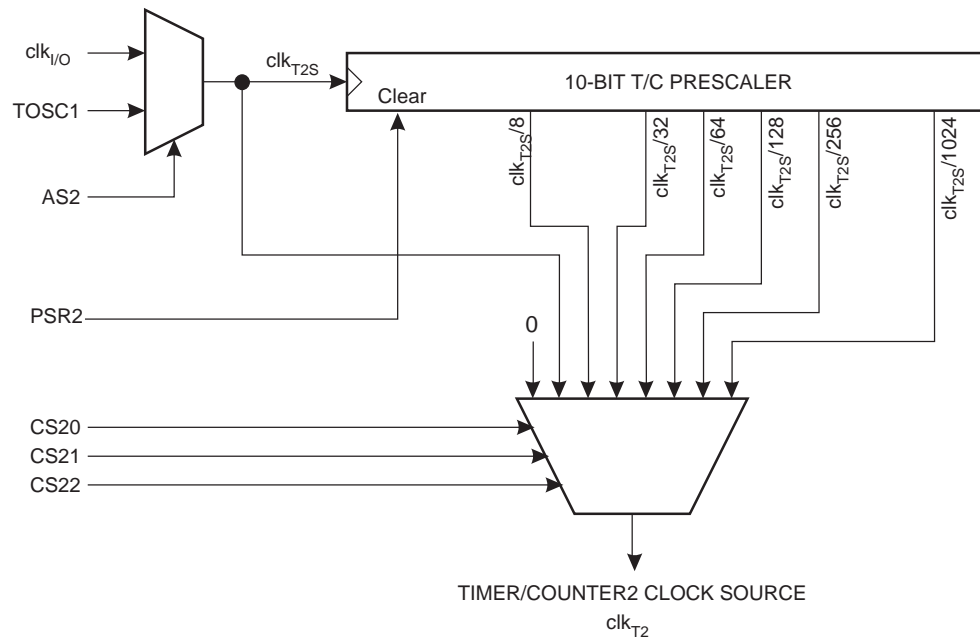 clkI/O
TOSC1
AS2
clkT2S
10-BIT T/C PRESCALER
Clear
clkT2S/8
clkT2S/32
clkT2S/64
clkT2S/128
clkT2S/256
clkT2S/1024
PSR2
0
CS20
CS21
CS22
TIMER/COUNTER2 CLOCK SOURCE
clkT2